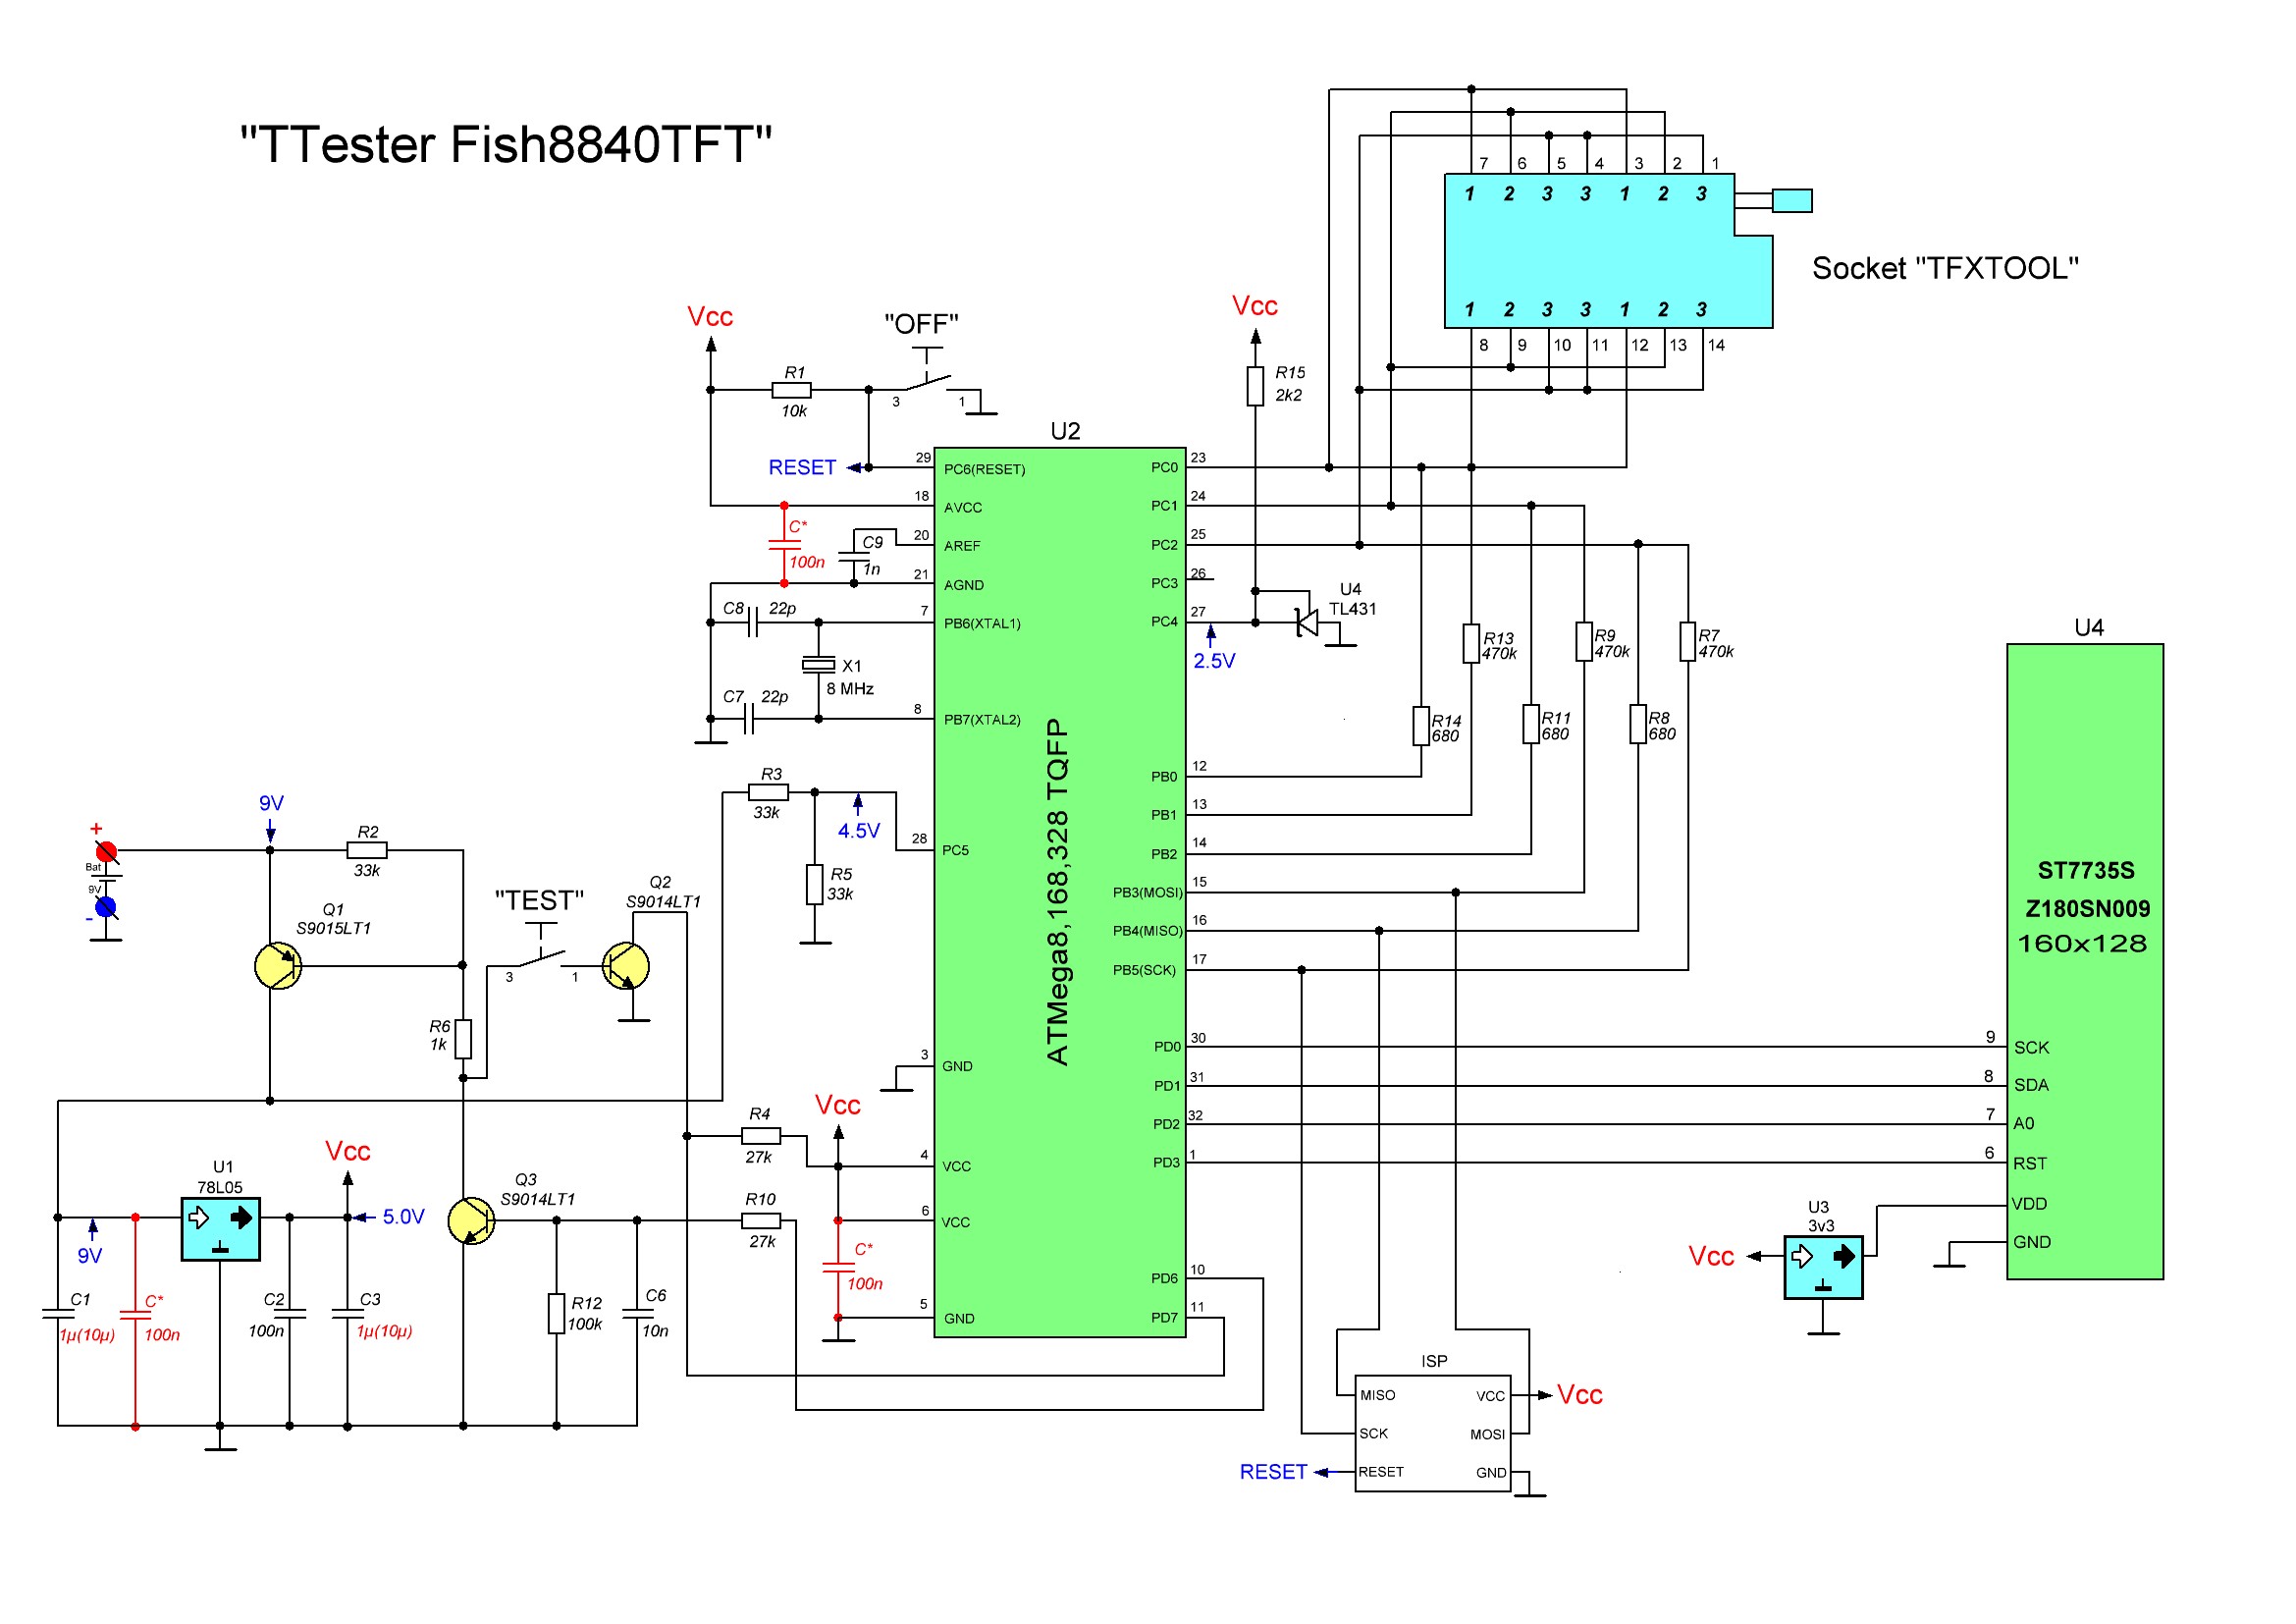 "TTester Fish8840TFT"
7 6 5 4 3 2 1
1 2 3 3 1 2 3
Socket "TFXTOOL"
1 2 3 3 1 2 3
8 9 10 11 12 13 14
Vcc
"OFF"
R1
10k
3 1
RESET
Vcc
R15
2k2
U2
29 PC6(RESET)
18 AVCC
20 AREF
21 AGND
7 PB6(XTAL1)
8 PB7(XTAL2)
28 PC5
3 GND
4 VCC
6 VCC
5 GND
ATMega8,168,328 TQFP
PC0 23
PC1 24
PC2 25
PC3 26
PC4 27
PB0 12
PB1 13
PB2 14
PB3(MOSI) 15
PB4(MISO) 16
PB5(SCK) 17
PD0 30
PD1 31
PD2 32
PD3 1
PD6 10
PD7 11
C*
100n
C9
1n
C8 22p
X1
8 MHz
C7 22p
U4
TL431
2.5V
R13
470k
R9
470k
R7
470k
R14
680
R11
680
R8
680
R3
33k
4.5V
R5
33k
9V
+
Bat
9V
-
R2
33k
Q1
S9015LT1
"TEST"
3 1
Q2
S9014LT1
R6
1k
R4
27k
Vcc
R10
27k
C*
100n
Vcc
U1
78L05
5.0V
9V
C1
1µ(10µ)
C*
100n
C2
100n
C3
1µ(10µ)
Q3
S9014LT1
R12
100k
C6
10n
U4
ST7735S
Z180SN009
160x128
9 SCK
8 SDA
7 A0
6 RST
VDD
GND
U3
3v3
Vcc
ISP
MISO VCC
SCK MOSI
RESET GND
Vcc
RESET